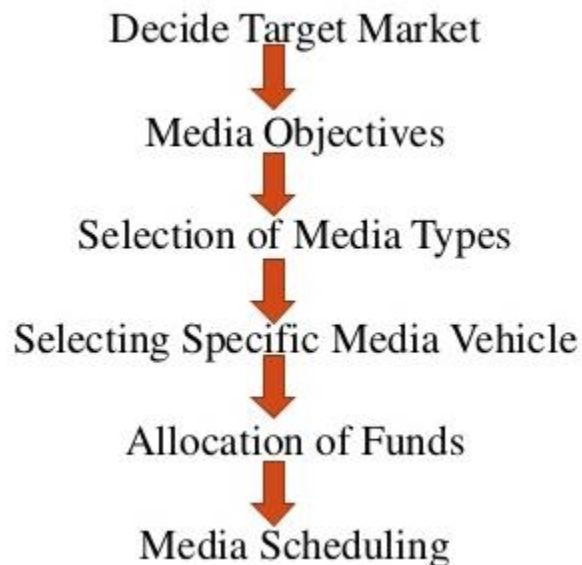 Decide Target Market
Media Objectives
Selection of Media Types
Selecting Specific Media Vehicle
Allocation of Funds
Media Scheduling